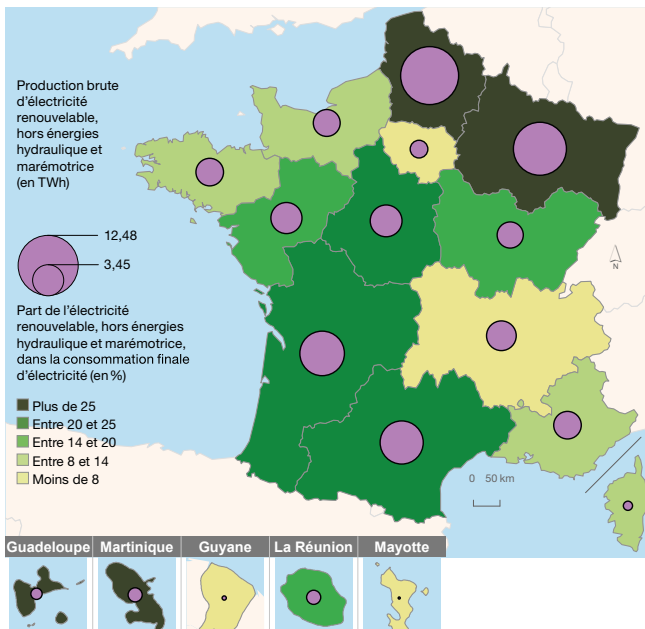 Production brute
d'électricité
renouvelable,
hors énergies
hydraulique et
marémotrice
(en TWh)
12,48
3,45
Part de l'électricité
renouvelable, hors énergies
hydraulique et marémotrice,
dans la consommation finale
d'électricité (en %)
Plus de 25
Entre 20 et 25
Entre 14 et 20
Entre 8 et 14
Moins de 8
N
0 50 km
Guadeloupe Martinique Guyane La Réunion Mayotte